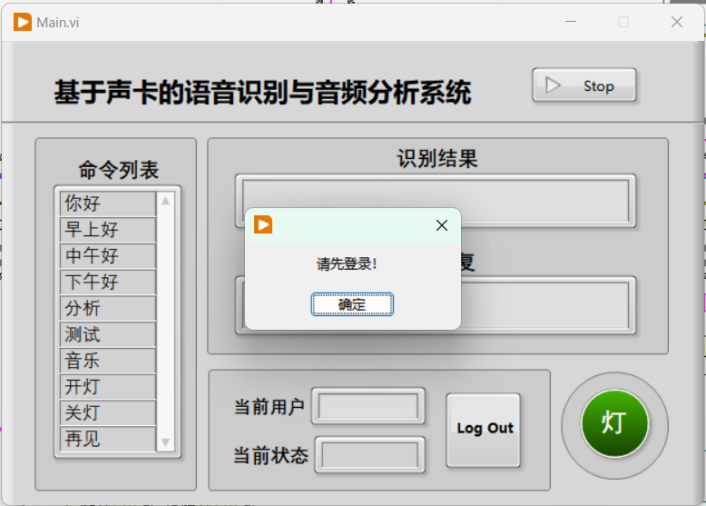 Main.vi
基于声卡的语音识别与音频分析系统
Stop
命令列表
你好
早上好
中午好
下午好
分析
测试
音乐
开灯
关灯
再见
识别结果
复
请先登录!
确定
当前用户
当前状态
Log Out
灯